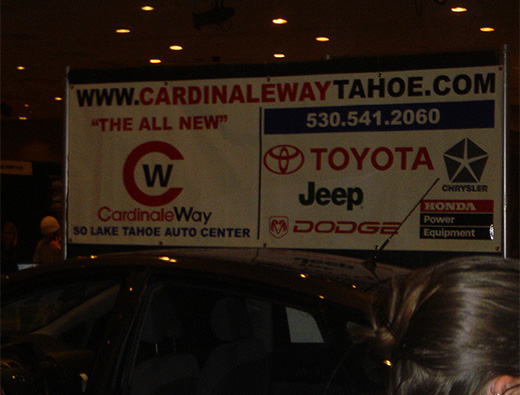 WWW.CARDINALEWAYTAHOE.COM
"THE ALL NEW"
CW
CardinaleWay
SO LAKE TAHOE AUTO CENTER
530.541.2060
TOYOTA
CHRYSLER
Jeep
HONDA
Power
Equipment
DODGE